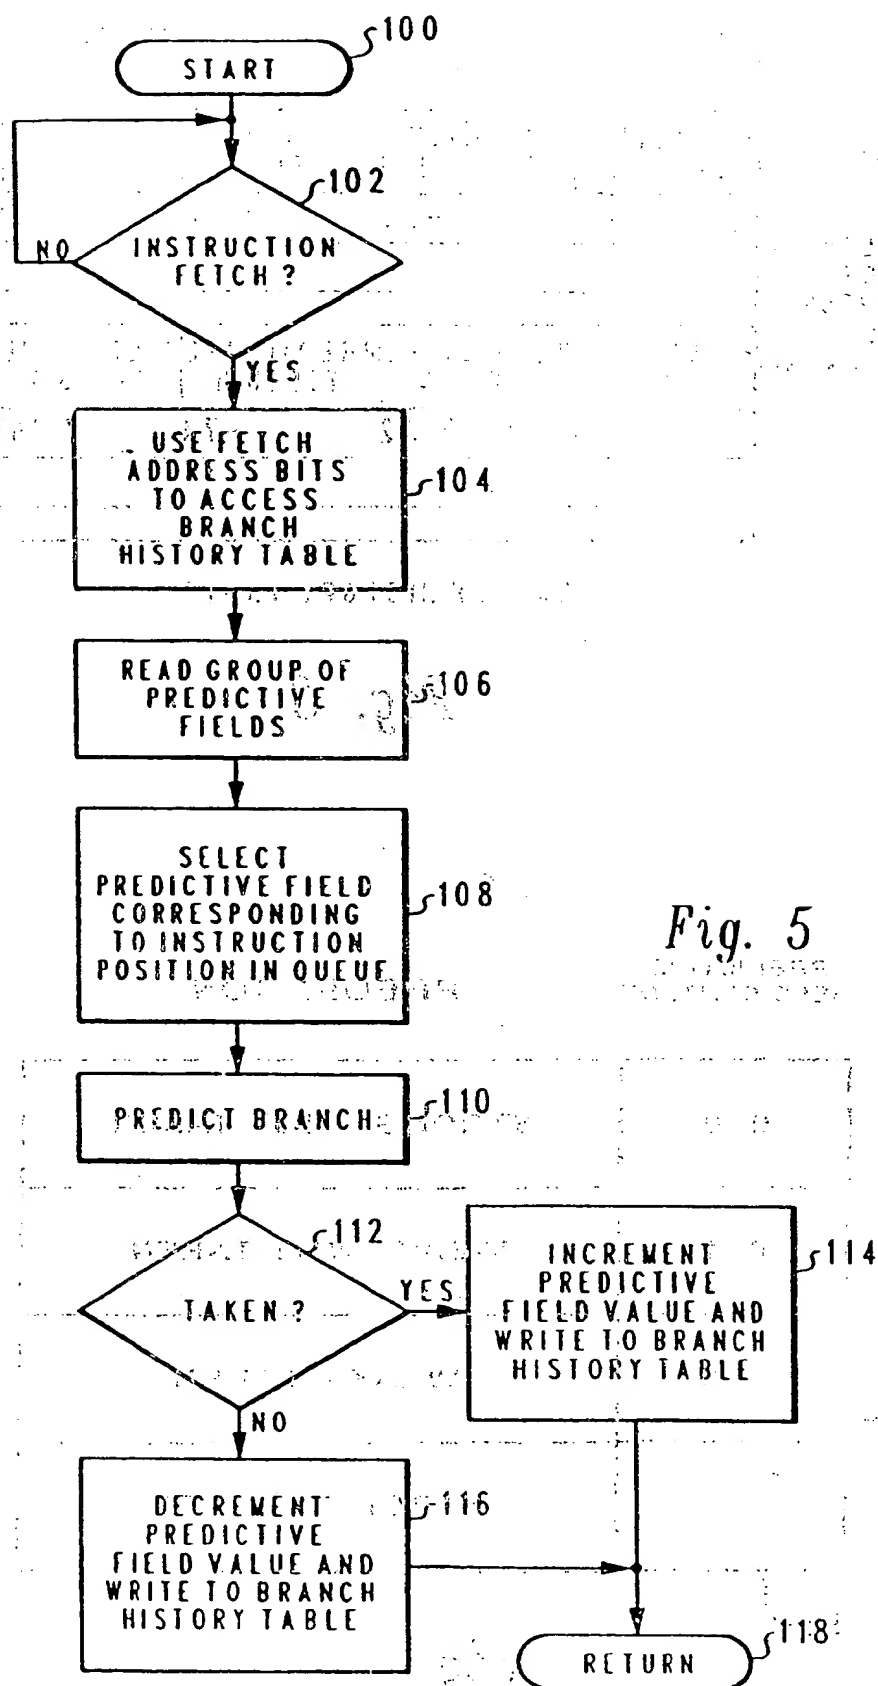 100
START
102
INSTRUCTION
FETCH ?
NO
YES
USE FETCH
ADDRESS BITS
TO ACCESS
BRANCH
HISTORY TABLE
104
READ GROUP OF
PREDICTIVE
FIELDS
106
SELECT
PREDICTIVE FIELD
CORRESPONDING
TO INSTRUCTION
POSITION IN QUEUE
108
Fig. 5
PREDICT BRANCH
110
112
TAKEN ?
YES
INCREMENT
PREDICTIVE
FIELD VALUE AND
WRITE TO BRANCH
HISTORY TABLE
114
NO
DECREMENT
PREDICTIVE
FIELD VALUE AND
WRITE TO BRANCH
HISTORY TABLE
116
RETURN
118